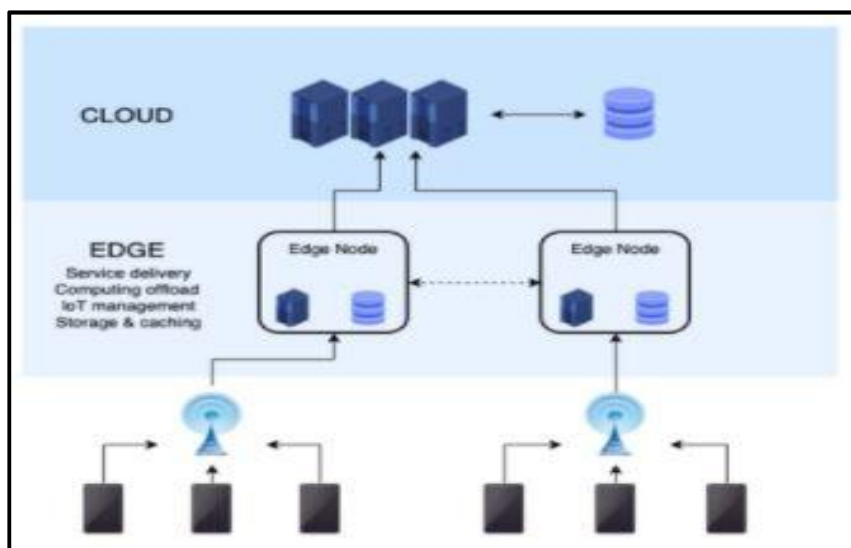 CLOUD
EDGE
Service delivery
Computing offload
IoT management
Storage & caching
Edge Node
Edge Node